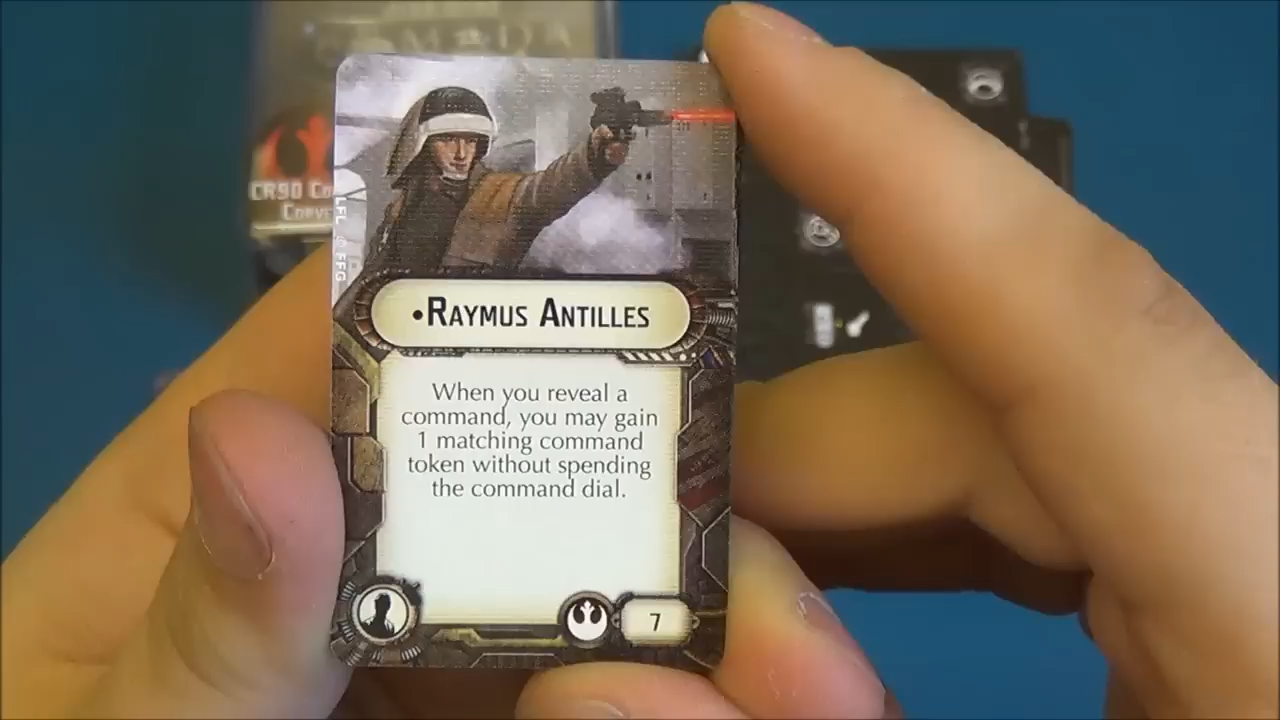 ARMADA
CR90 Co
Corve
LFL © FFG
•Raymus Antilles
When you reveal a
command, you may gain
1 matching command
token without spending
the command dial.
7